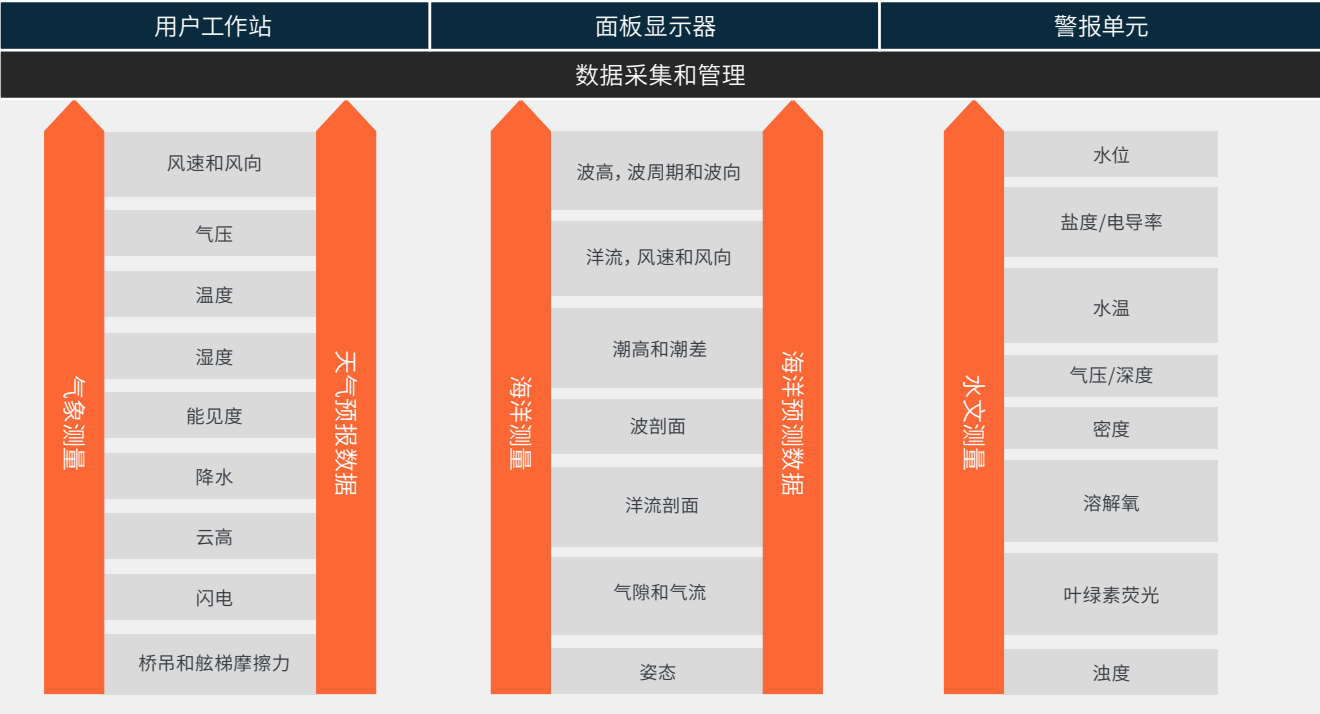 用户工作站
面板显示器
警报单元
数据采集和管理
气象测量
风速和风向
气压
温度
湿度
能见度
降水
云高
闪电
桥吊和舷梯摩擦力
天气预报数据
海洋测量
波高，波周期和波向
洋流，风速和风向
潮高和潮差
波剖面
洋流剖面
气隙和气流
姿态
海洋预测数据
水文测量
水位
盐度/电导率
水温
气压/深度
密度
溶解氧
叶绿素荧光
浊度